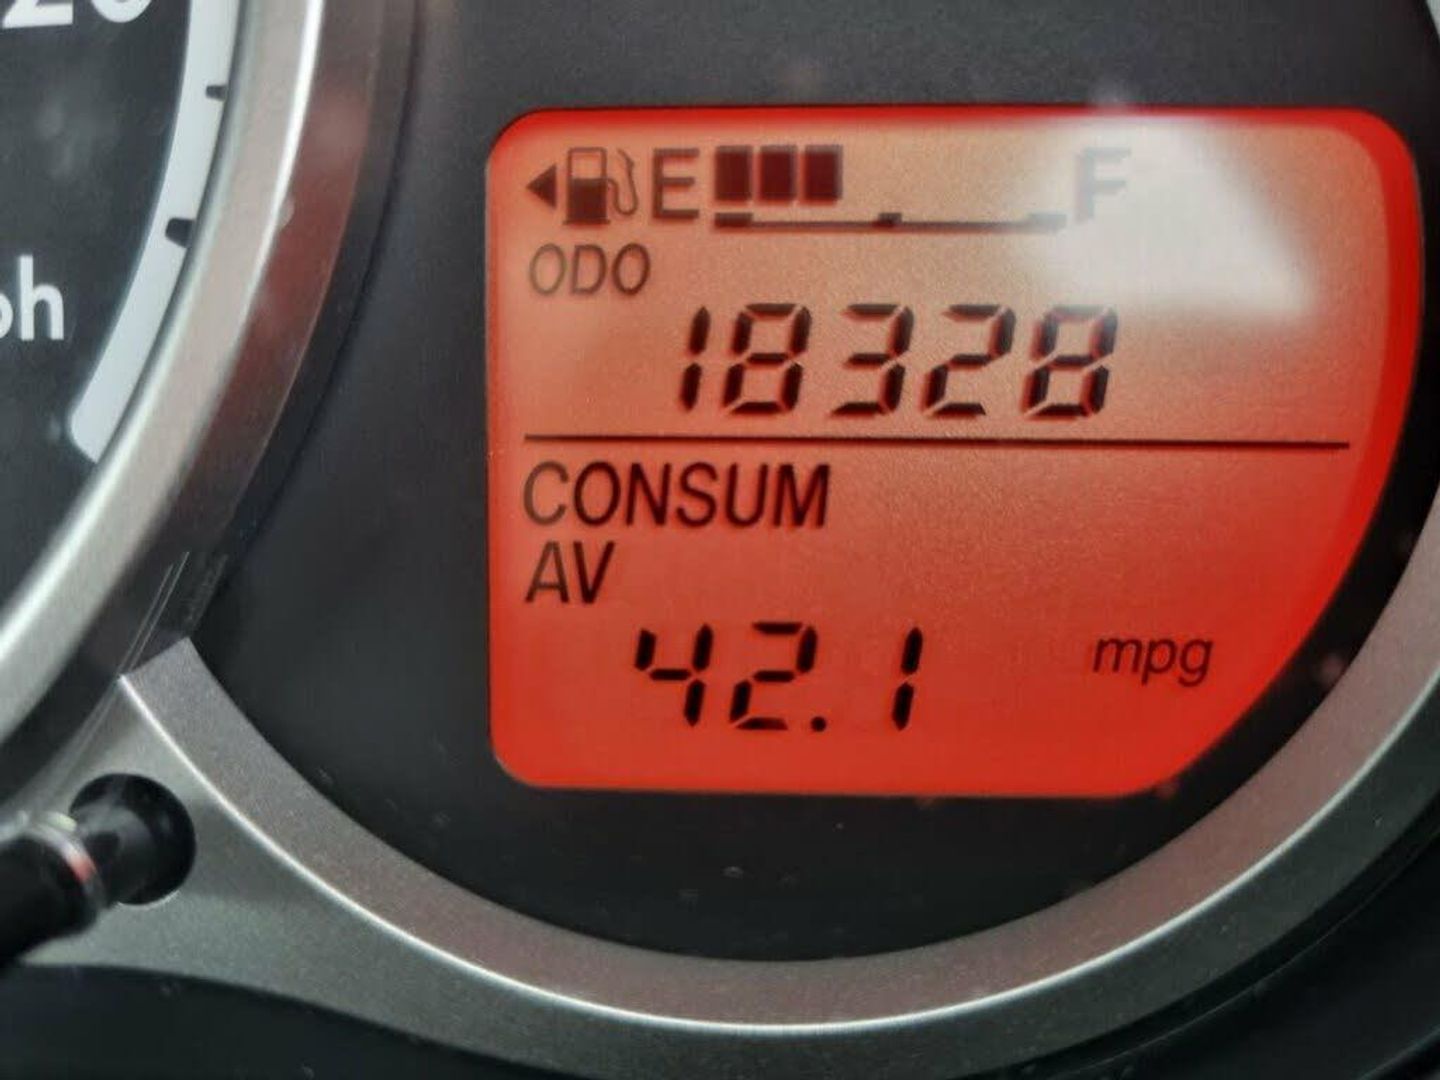 E F
ODO
18328
CONSUM
AV
42.1 mpg